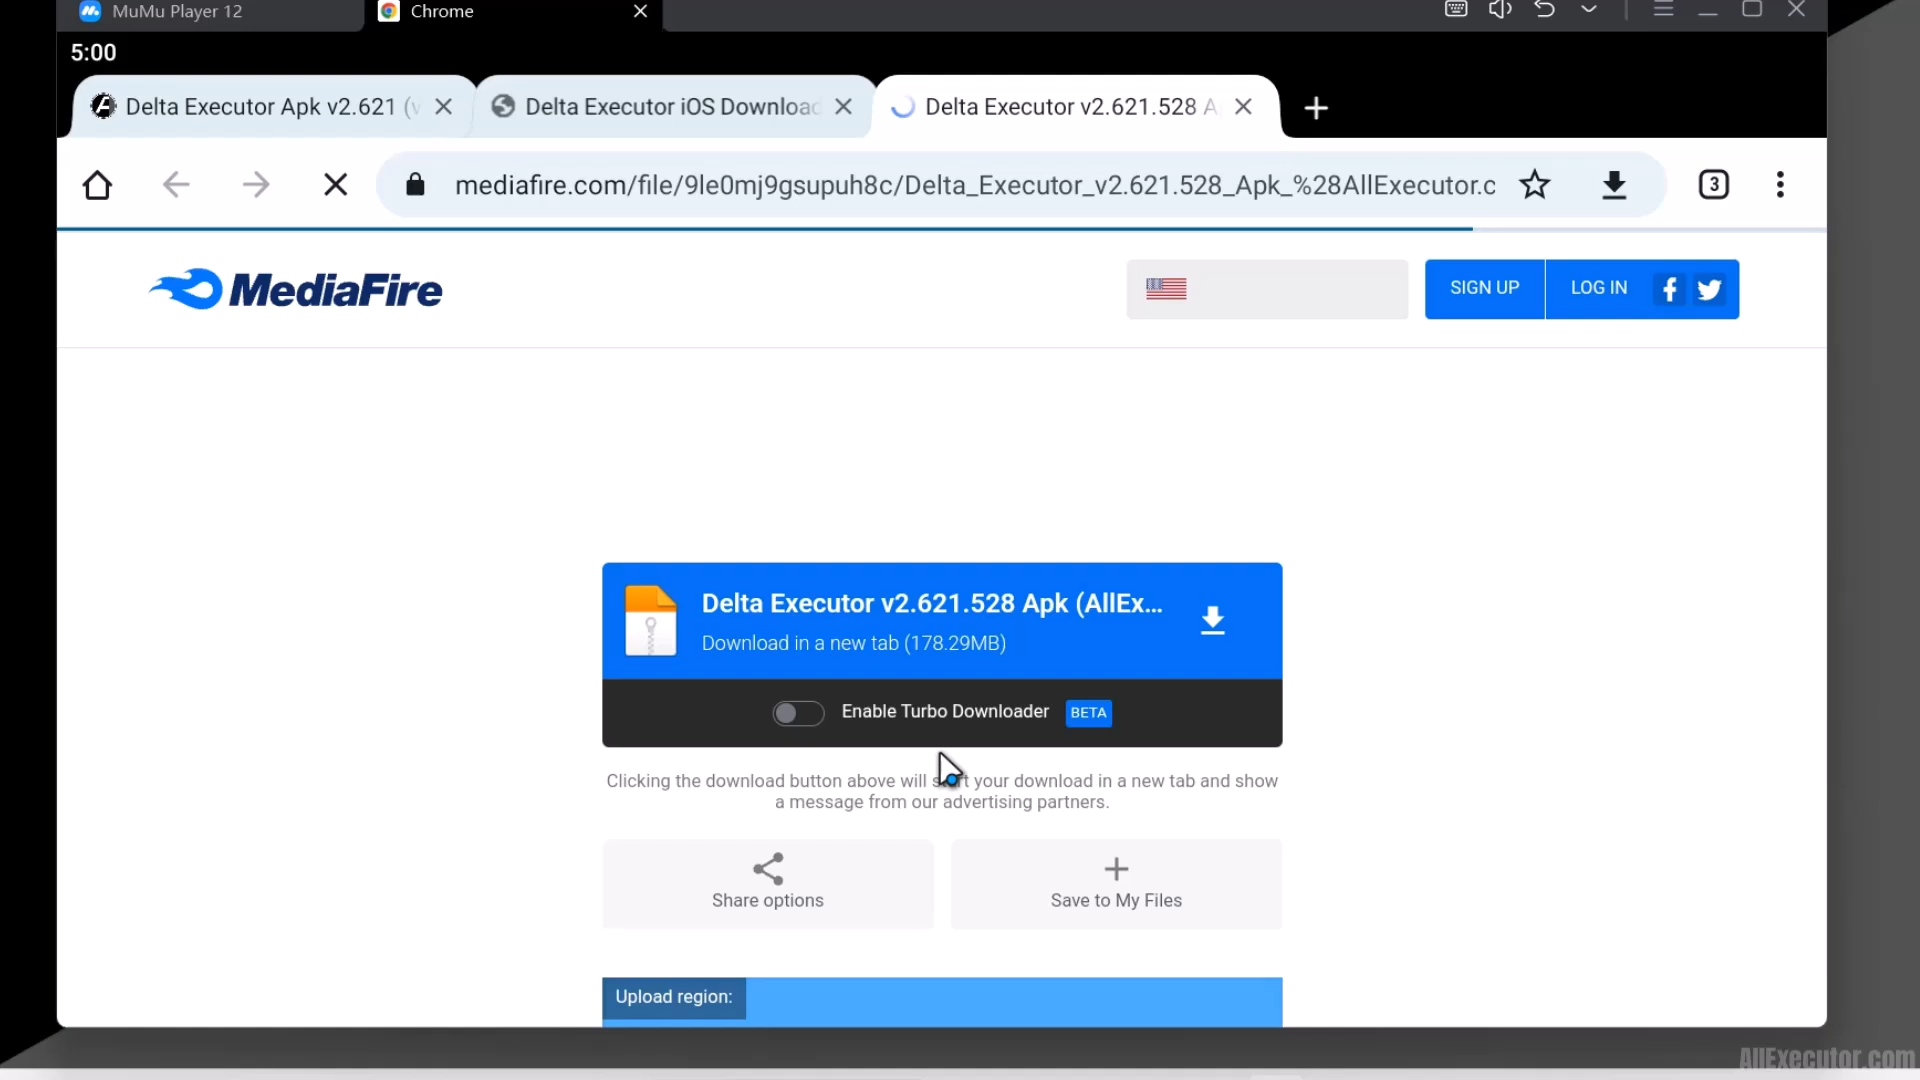 MuMu Player 12
Chrome
5:00
Delta Executor Apk v2.621 (v
Delta Executor iOS Download
Delta Executor v2.621.528 A
mediafire.com/file/9le0mj9gsupuh8c/Delta_Executor_v2.621.528_Apk_%28AllExecutor.c
3
MediaFire
SIGN UP
LOG IN
Delta Executor v2.621.528 Apk (AllEx...
Download in a new tab (178.29MB)
Enable Turbo Downloader BETA
Clicking the download button above will start your download in a new tab and show
a message from our advertising partners.
Share options
Save to My Files
Upload region:
AllExecutor.com